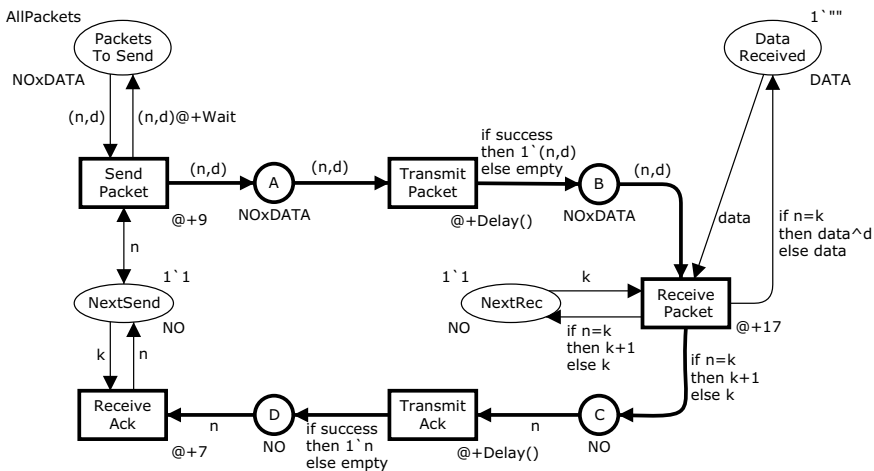 AllPackets
Packets
To Send
NOxDATA
1`""
Data
Received
DATA
(n,d)
(n,d)@+Wait
Send
Packet
@+9
(n,d)
A
NOxDATA
(n,d)
Transmit
Packet
@+Delay()
if success
then 1`(n,d)
else empty
B
NOxDATA
(n,d)
data
if n=k
then data^d
else data
n
1`1
NextSend
NO
1`1
NextRec
NO
k
if n=k
then k+1
else k
Receive
Packet
@+17
k
n
Receive
Ack
@+7
n
D
NO
if success
then 1`n
else empty
Transmit
Ack
@+Delay()
n
C
NO
if n=k
then k+1
else k